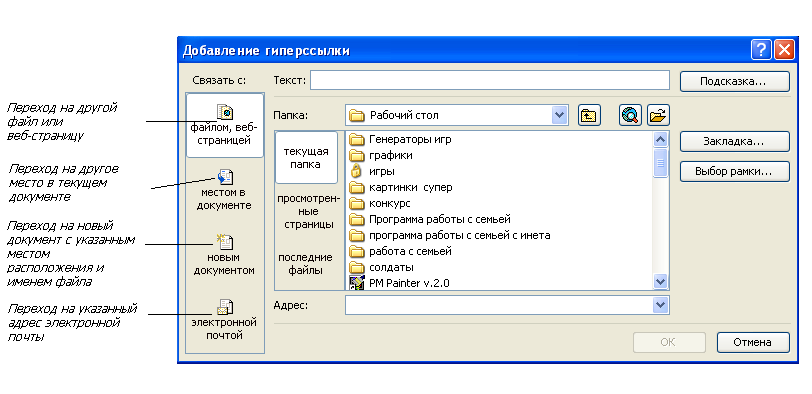 Добавление гиперссылки
Связать с:
Текст:
Подсказка...
Переход на другой
файл или
веб-страницу
файлом, веб-
страницей
Папка:
Рабочий стол
текущая
папка
просмотрен-
ные
страницы
последние
файлы
Генераторы игр
графики
игры
картинки супер
конкурс
Программа работы с семьей
программа работы с семьей с инета
работа с семьей
солдаты
PM Painter v.2.0
Закладка...
Выбор рамки...
Переход на другое
место в текущем
документе
местом в
документе
Переход на новый
документ с указанным
местом
расположения и
именем файла
новым
документом
Переход на указанный
адрес электронной
почты
электронной
почтой
Адрес:
ОК
Отмена